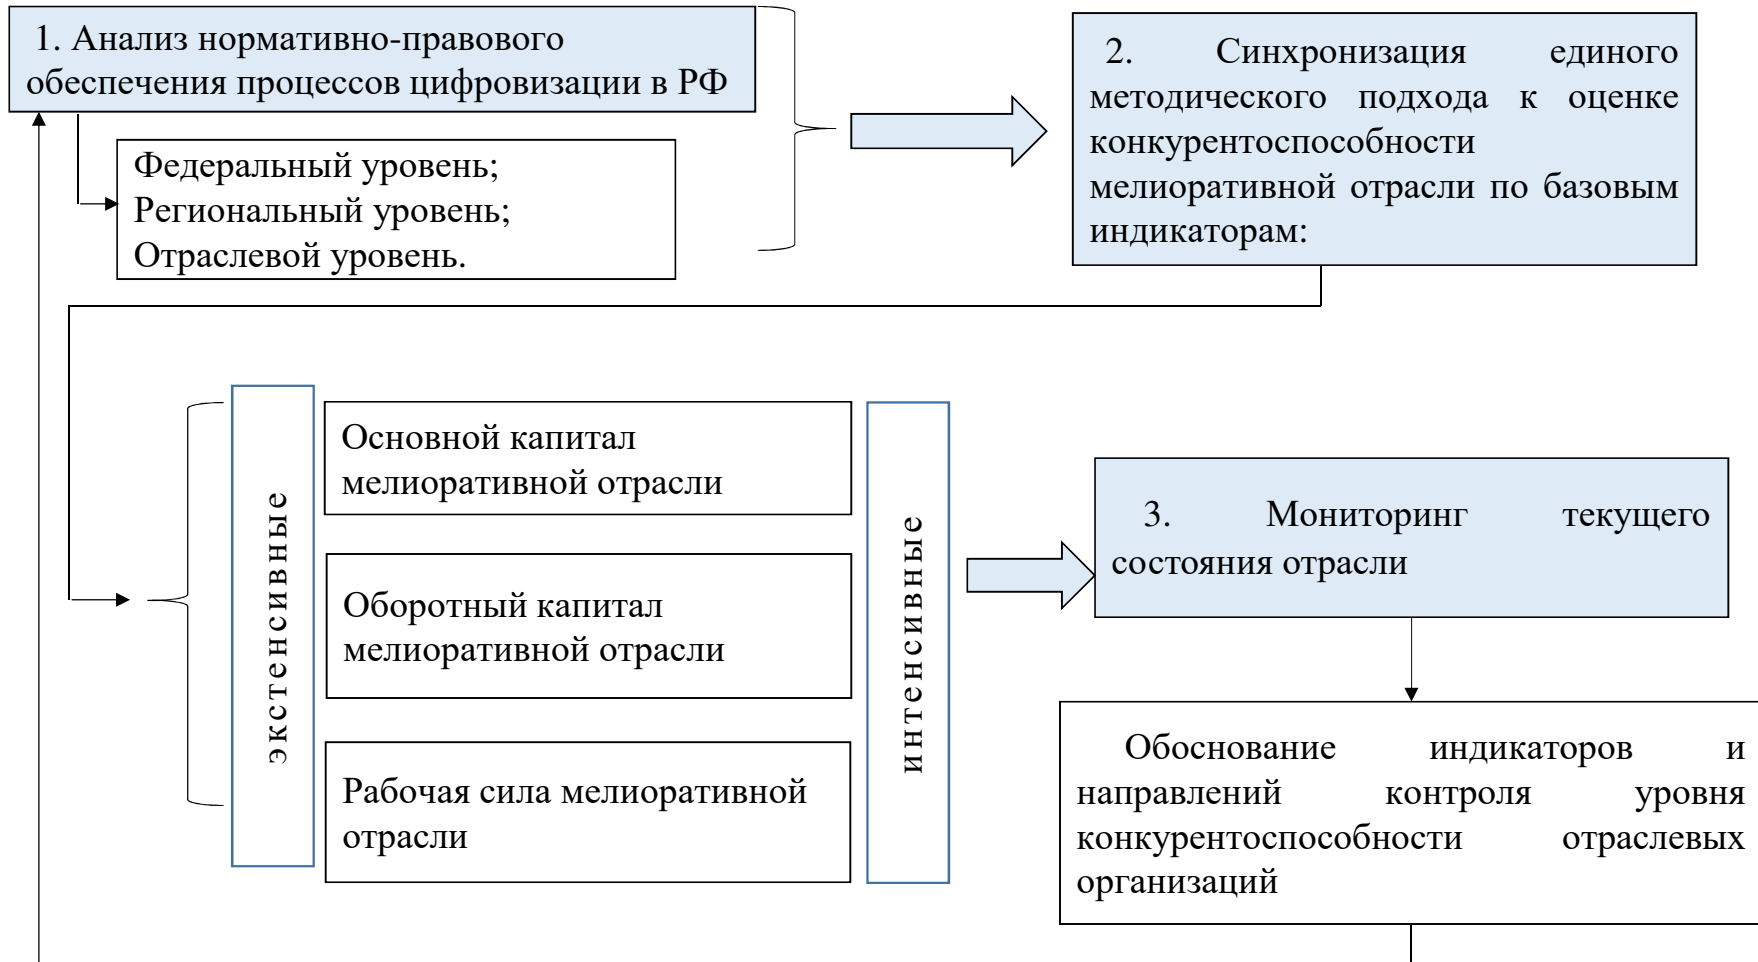 1. Анализ нормативно-правового
обеспечения процессов цифровизации в РФ
Федеральный уровень;
Региональный уровень;
Отраслевой уровень.
2. Синхронизация единого
методического подхода к оценке
конкурентоспособности
мелиоративной отрасли по базовым
индикаторам:
экстенсивные
Основной капитал
мелиоративной отрасли
Оборотный капитал
мелиоративной отрасли
Рабочая сила мелиоративной
отрасли
интенсивные
3. Мониторинг текущего
состояния отрасли
Обоснование индикаторов и
направлений контроля уровня
конкурентоспособности отраслевых
организаций